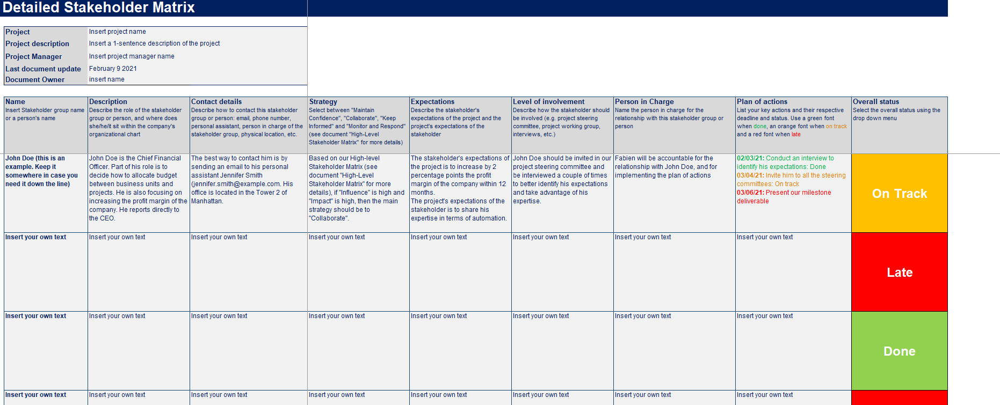 Detailed Stakeholder Matrix
Project
Insert project name
Project description
Insert a 1-sentence description of the project
Project Manager
Insert project manager name
Last document update
February 9 2021
Document Owner
insert name
Name
Insert Stakeholder group name
or a person's name
Description
Describe the role of the stakeholder
group or person, and where does
she/he/it sit within the company's
organizational chart
Contact details
Describe how to contact this stakeholder
group or person: email, phone number,
personal assistant, person in charge of the
stakeholder group, physical location, etc.
Strategy
Select between "Maintain
Confidence", "Collaborate", "Keep
Informed" and "Monitor and Respond"
(see document "High-Level
Stakeholder Matrix" for more details)
Expectations
Describe the stakeholder's
expectations of the project and the
project's expectations of the
stakeholder
Level of involvement
Describe how the stakeholder should
be involved (e.g. project steering
committee, project working group,
interviews, etc.)
Person in Charge
Name the person in charge for the
relationship with this stakeholder group or
person
Plan of actions
List your key actions and their respective
deadline and status. Use a green font
when done, an orange font when on track
and a red font when late
Overall status
Select the overall status using the
drop down menu
John Doe (this is an
example. Keep it
somewhere in case you
need it down the line)
John Doe is the Chief Financial
Officer. Part of his role is to
decide how to allocate budget
between business units and
projects. He is also focusing on
increasing the profit margin of the
company. He reports directly to
the CEO.
The best way to contact him is by
sending an email to his personal
assistant Jennifer Smith
(jennifer.smith@example.com. His
office is located in the Tower 2 of
Manhattan.
Based on our High-level
Stakeholder Matrix (see
document "High-Level
Stakeholder Matrix" for more
details), if "Influence" is high and
"Impact" is high, then the main
strategy should be to
"Collaborate".
The stakeholder's expectations of
the project is to increase by 2
percentage points the profit
margin of the company within 12
months.
The project's expectations of the
stakeholder is to share his
expertise in terms of automation.
John Doe should be invited in our
project steering committee and
be interviewed a couple of times
to better identify his expectations
and take advantage of his
expertise.
Fabien will be accountable for the
relationship with John Doe, and for
implementing the plan of actions
02/03/21: Conduct an interview to
identify his expectations: Done
03/04/21: Invite him to all the steering
committees: On track
03/06/21: Present our milestone
deliverable
On Track
Insert your own text
Insert your own text
Insert your own text
Insert your own text
Insert your own text
Insert your own text
Insert your own text
Insert your own text
Late
Insert your own text
Insert your own text
Insert your own text
Insert your own text
Insert your own text
Insert your own text
Insert your own text
Insert your own text
Done
Insert your own text
Insert your own text
Insert your own text
Insert your own text
Insert your own text
Insert your own text
Insert your own text
Insert your own text